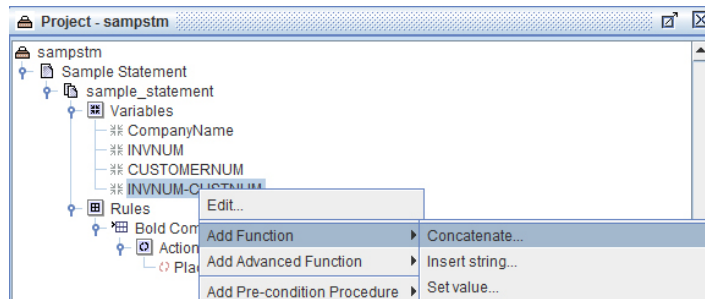 Project - sampstm
sampstm
Sample Statement
sample_statement
Variables
CompanyName
INVNUM
CUSTOMERNUM
INVNUM-CUSTNUM
Rules
Edit...
Bold Com
Add Function
Concatenate...
Action
Add Advanced Function
Insert string...
Pla
Add Pre-condition Procedure
Set value...